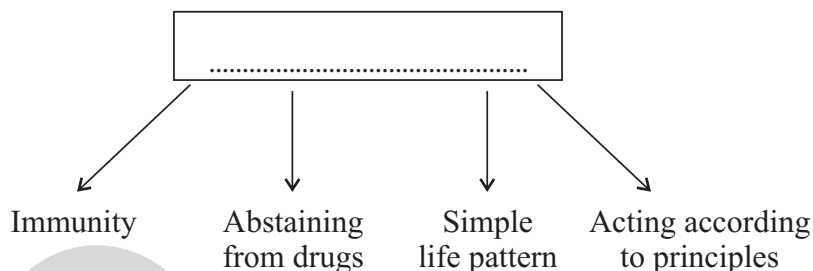 ................................................
Immunity Abstaining Simple Acting according
from drugs life pattern to principles